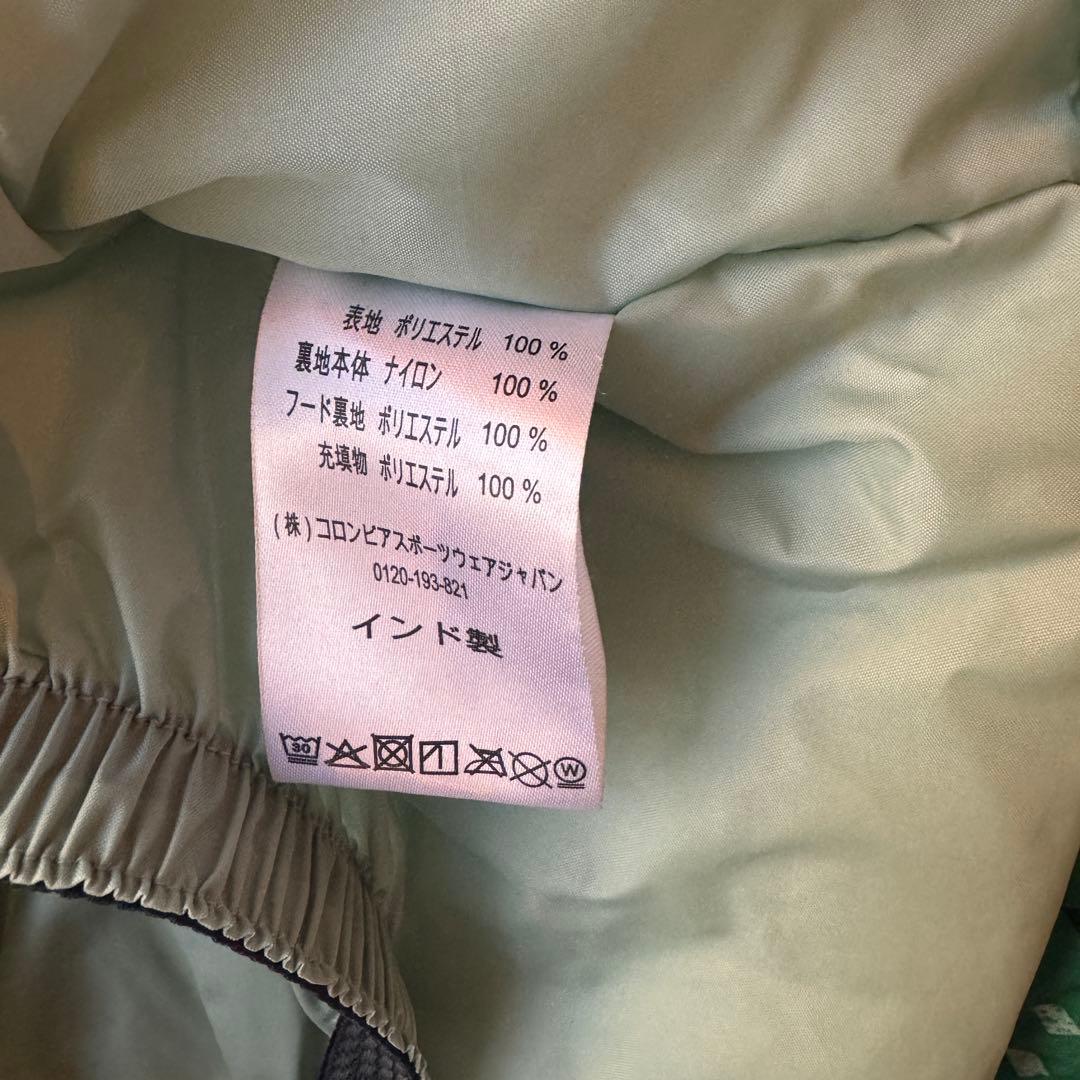 表地 ポリエステル 100 %
裏地本体 ナイロン 100 %
フード裏地 ポリエステル 100 %
充填物 ポリエステル 100 %
(株)コロンビアスポーツウェアジャパン
0120-193-821
インド製
30 W